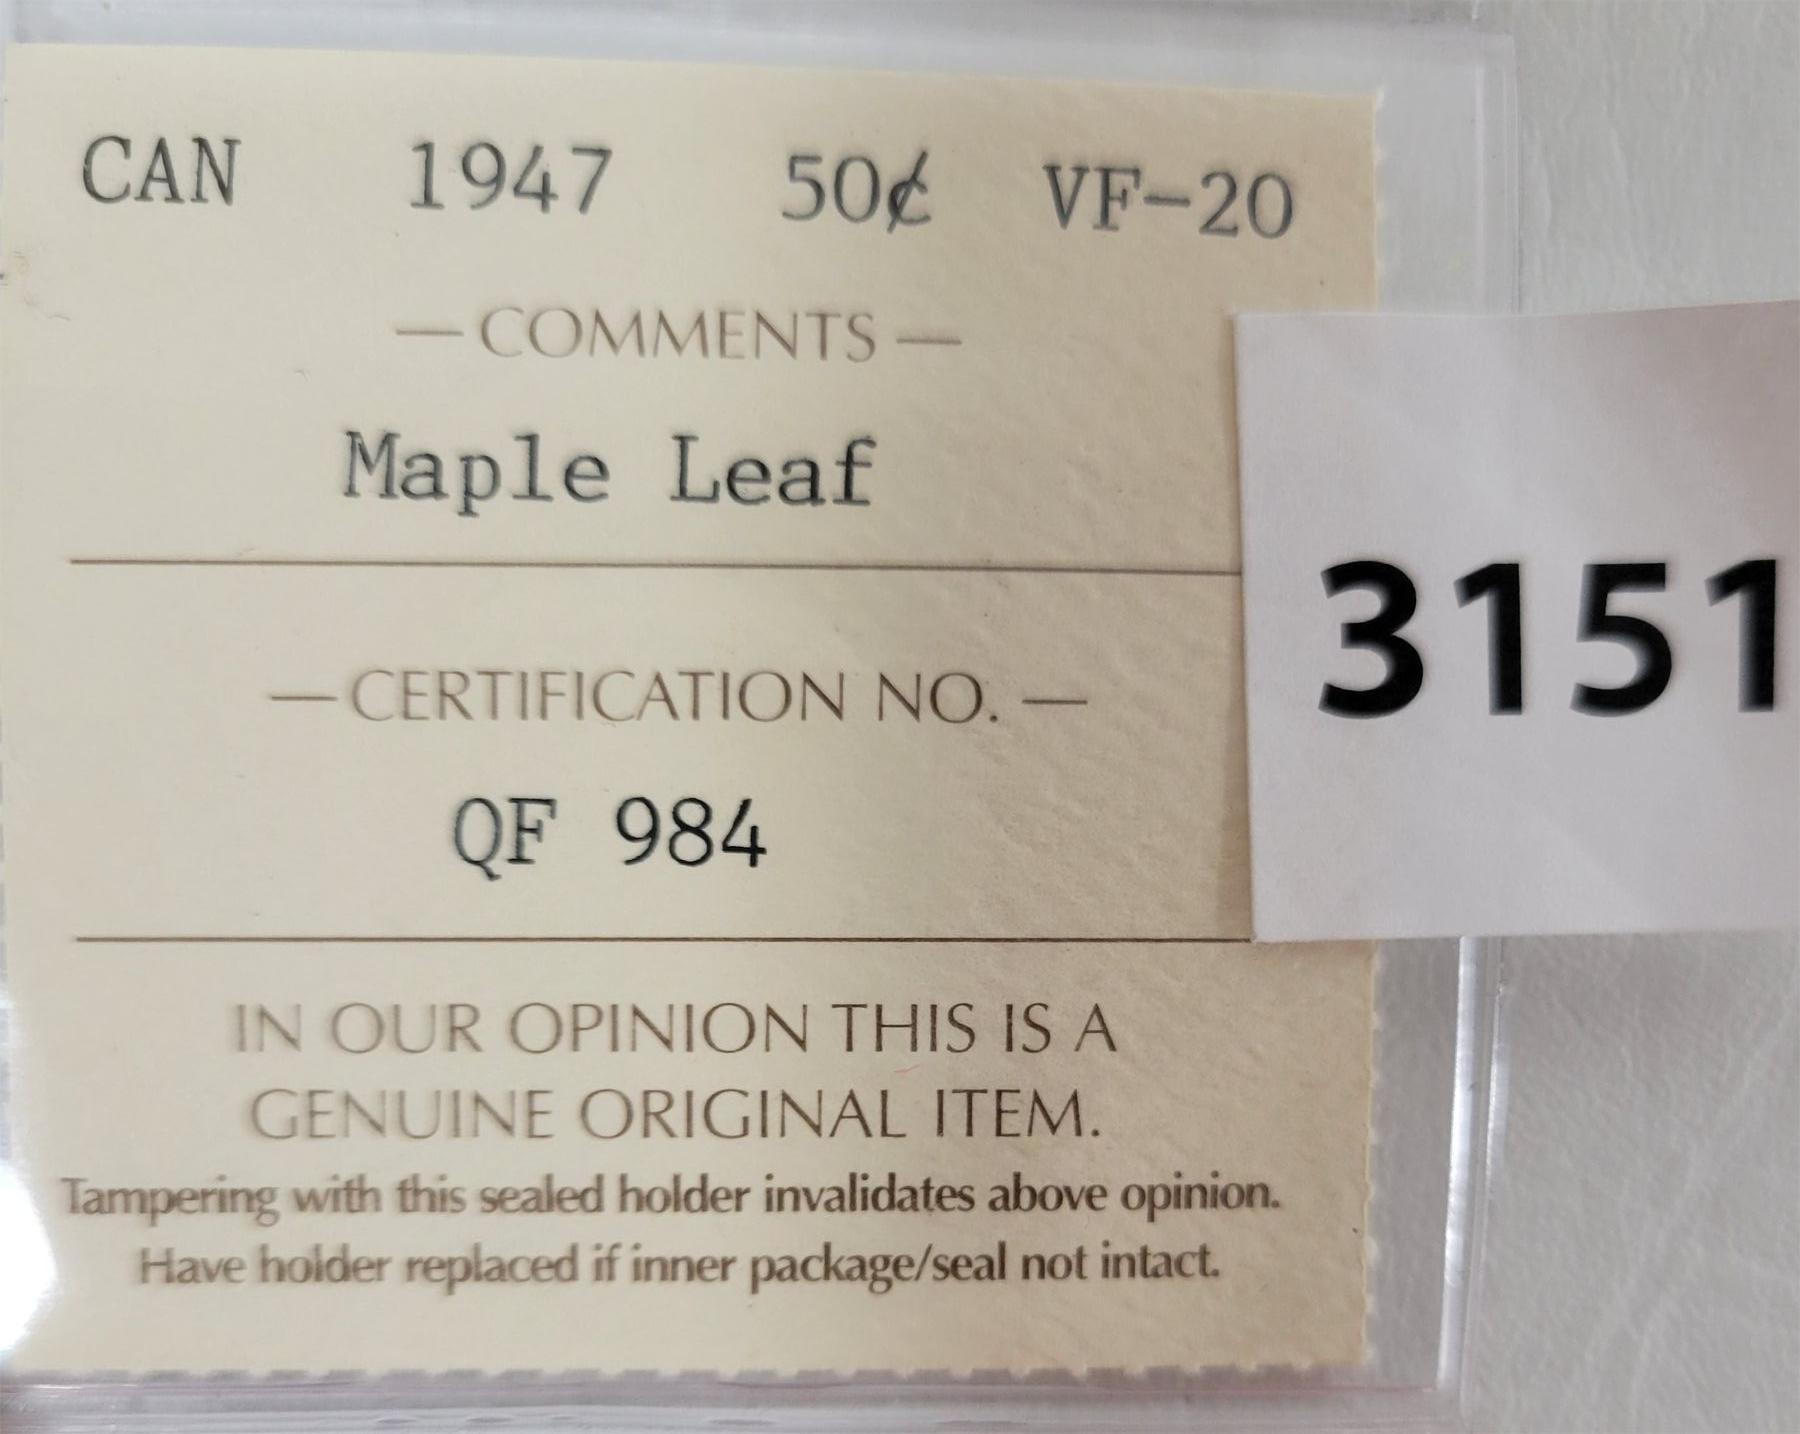 CAN 1947 50¢ VF-20
—COMMENTS—
Maple Leaf
3151
—CERTIFICATION NO.—
QF 984
IN OUR OPINION THIS IS A
GENUINE ORIGINAL ITEM.
Tampering with this sealed holder invalidates above opinion.
Have holder replaced if inner package/seal not intact.